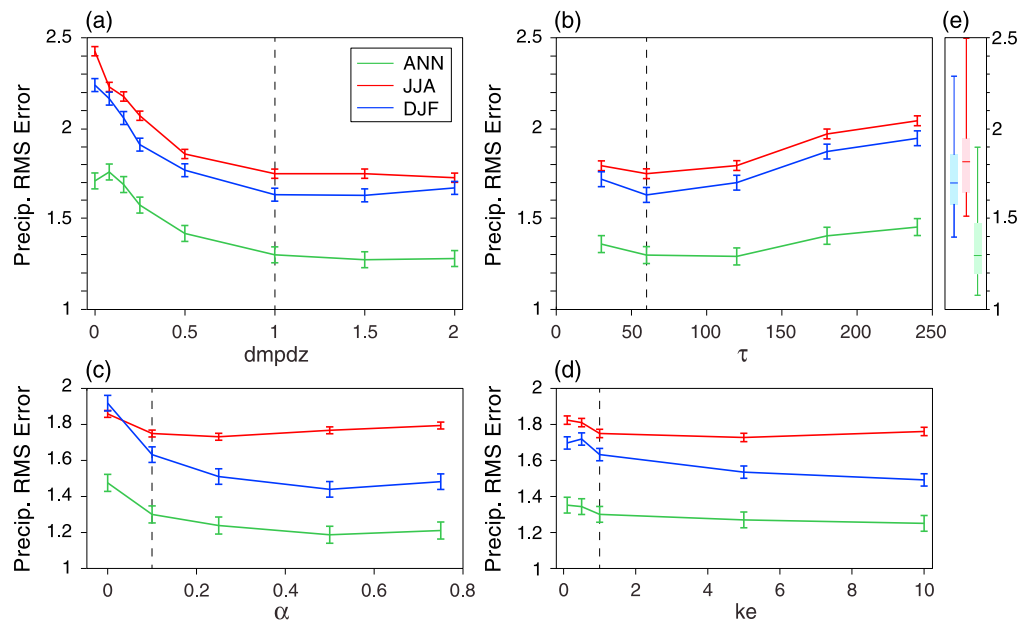 (a)
(b)
(e)
2.5
2
1.5
1
Precip. RMS Error
ANN
JJA
DJF
0
0.5
1
1.5
2
dmpdz
2.5
2
1.5
1
Precip. RMS Error
0
50
100
150
200
250
τ
2.5
2
1.5
1
(c)
(d)
2
1.8
1.6
1.4
1.2
1
Precip. RMS Error
0
0.2
0.4
0.6
0.8
α
2
1.8
1.6
1.4
1.2
1
Precip. RMS Error
0
2
4
6
8
10
ke